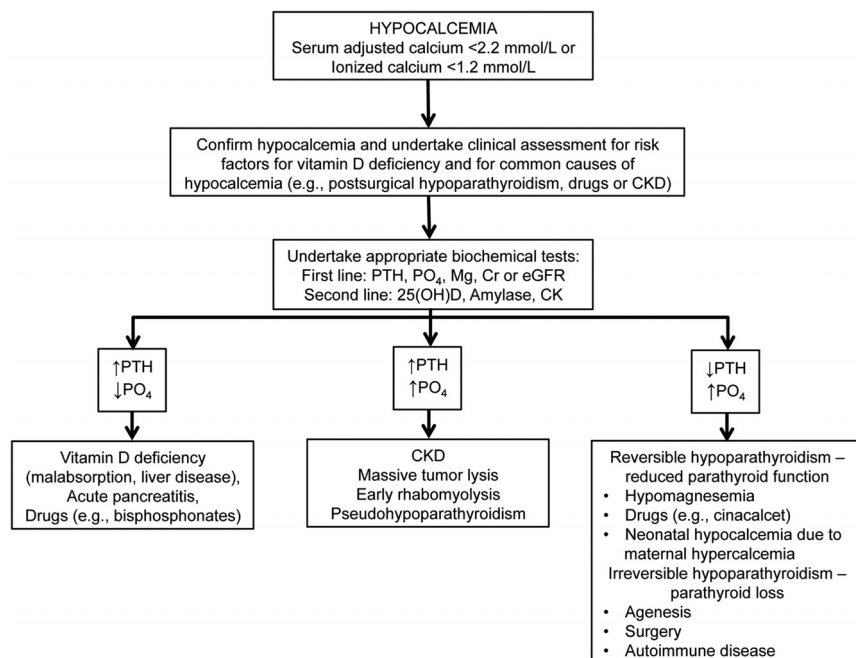 HYPOCALCEMIA
Serum adjusted calcium <2.2 mmol/L or
Ionized calcium <1.2 mmol/L
Confirm hypocalcemia and undertake clinical assessment for risk
factors for vitamin D deficiency and for common causes of
hypocalcemia (e.g., postsurgical hypoparathyroidism, drugs or CKD)
Undertake appropriate biochemical tests:
First line: PTH, PO₄, Mg, Cr or eGFR
Second line: 25(OH)D, Amylase, CK
↑PTH
↓PO₄
Vitamin D deficiency
(malabsorption, liver disease),
Acute pancreatitis,
Drugs (e.g., bisphosphonates)
↑PTH
↑PO₄
CKD
Massive tumor lysis
Early rhabomyolysis
Pseudohypoparathyroidism
↓PTH
↑PO₄
Reversible hypoparathyroidism –
reduced parathyroid function
• Hypomagnesemia
• Drugs (e.g., cinacalcet)
• Neonatal hypocalcemia due to
maternal hypercalcemia
Irreversible hypoparathyroidism –
parathyroid loss
• Agenesis
• Surgery
• Autoimmune disease